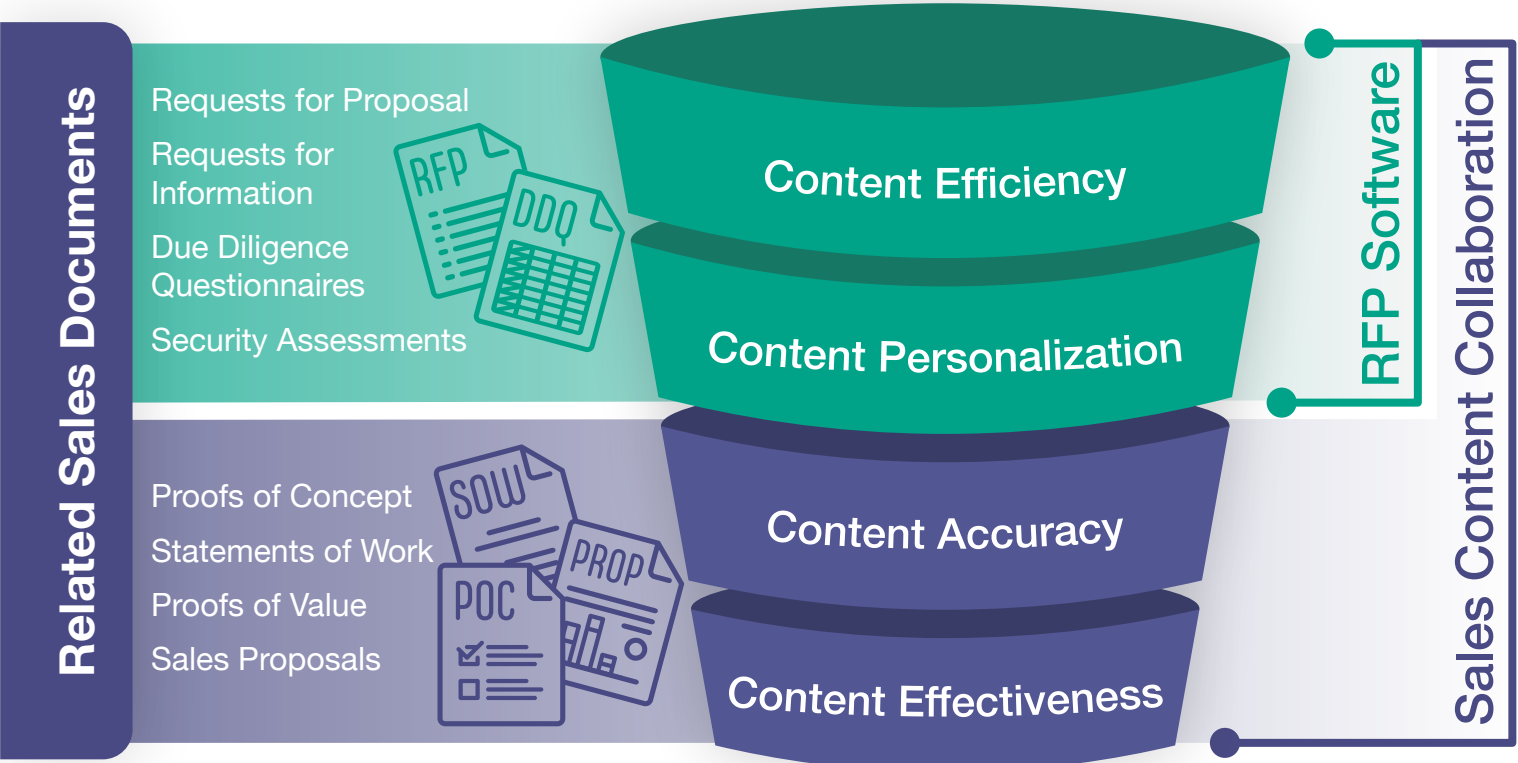 Related Sales Documents
Requests for Proposal
Requests for
Information
Due Diligence
Questionnaires
Security Assessments
RFP
DDQ
Proofs of Concept
Statements of Work
Proofs of Value
Sales Proposals
SOW
PROP
POC
Content Efficiency
Content Personalization
Content Accuracy
Content Effectiveness
RFP Software
Sales Content Collaboration